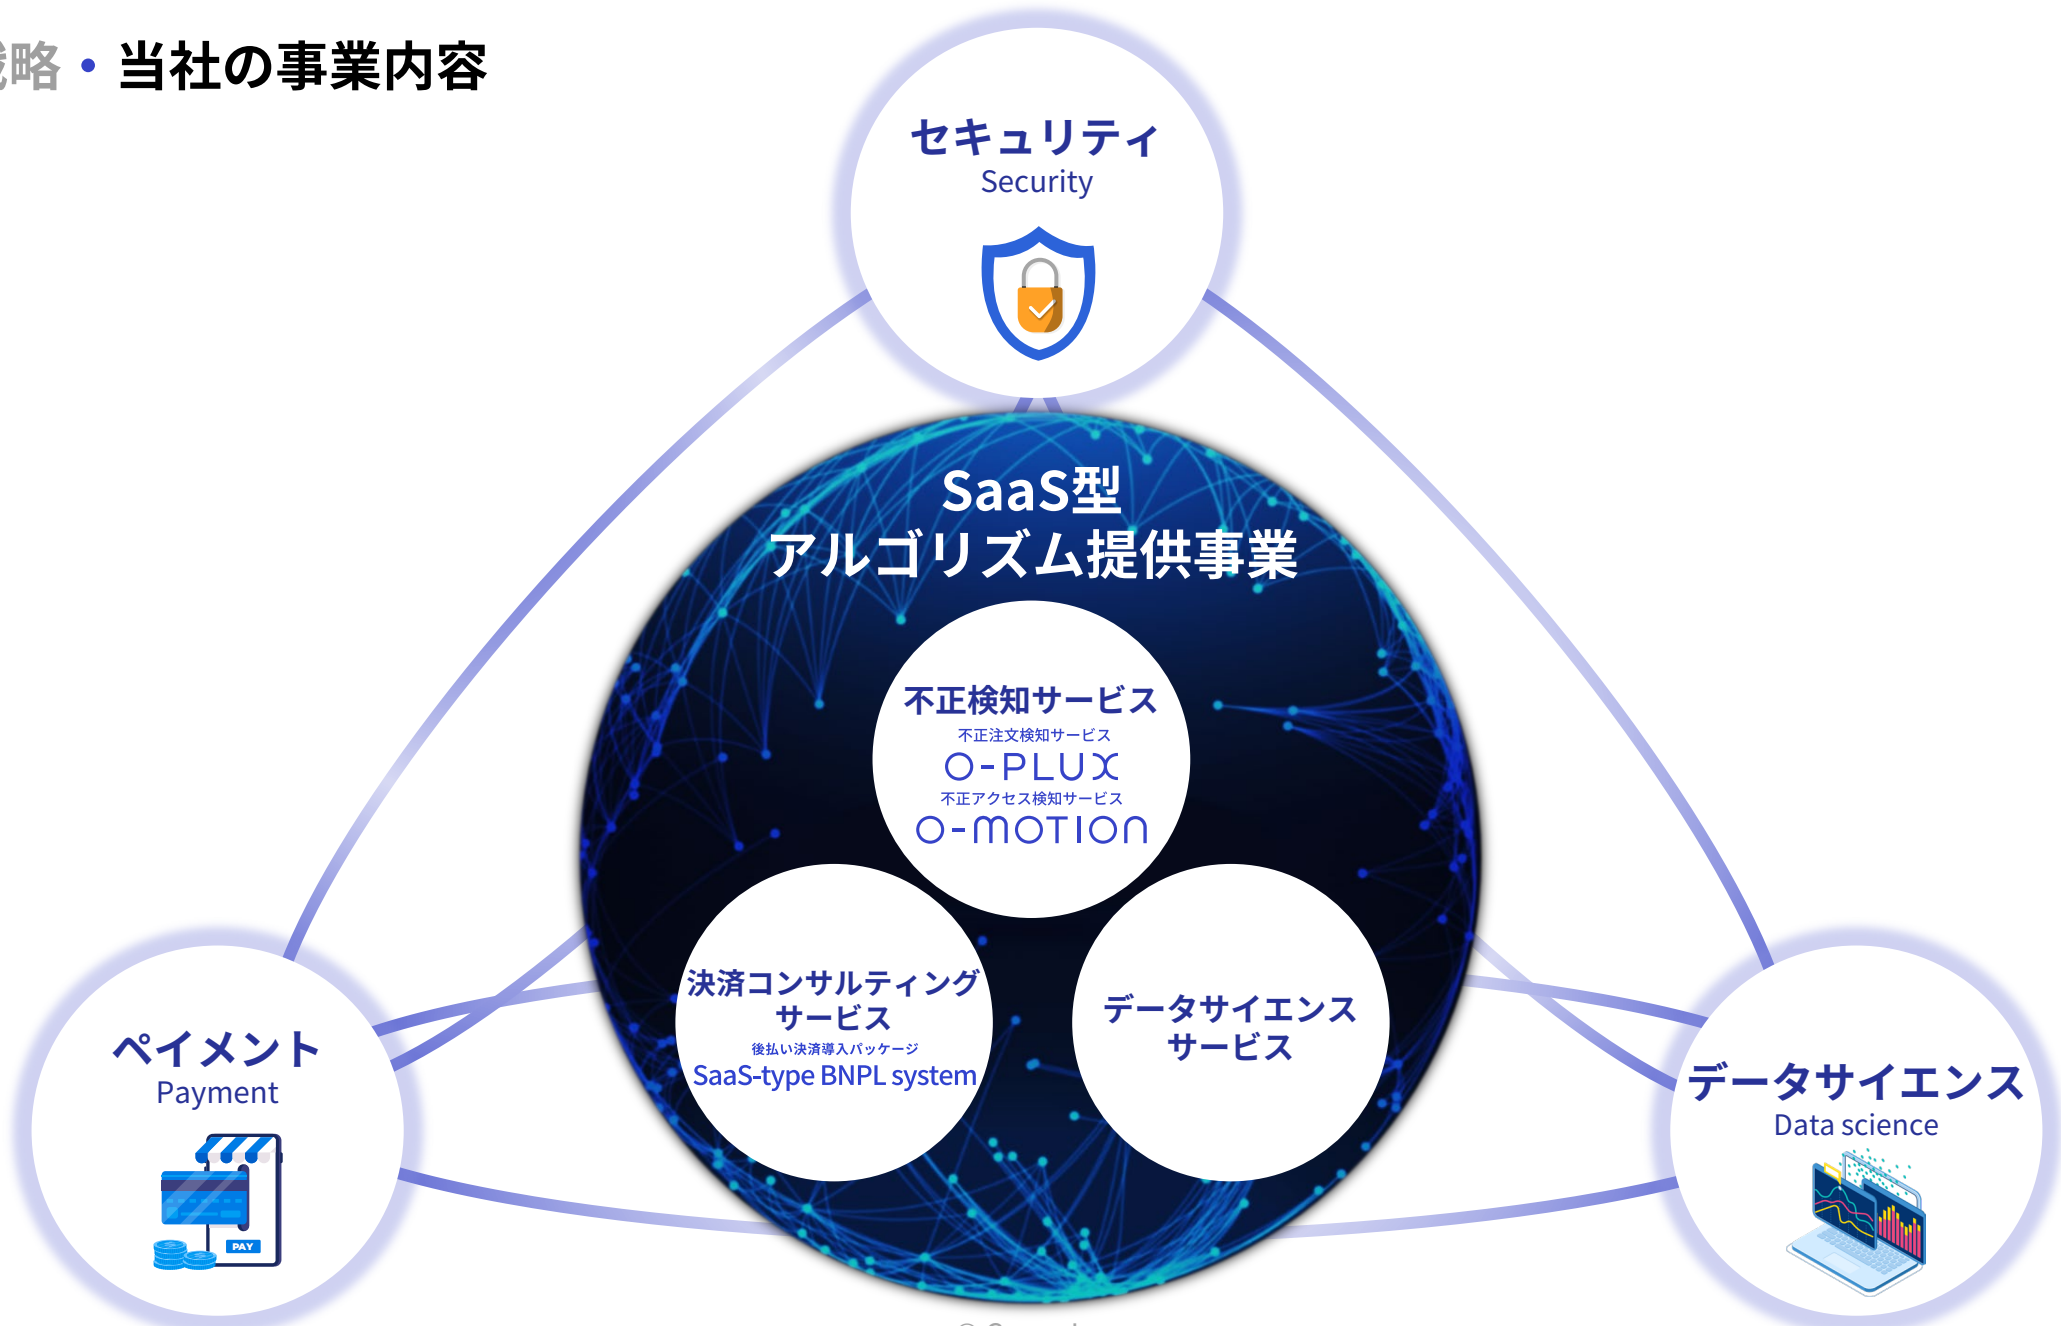 略・当社の事業内容
セキュリティ
Security
SaaS型
アルゴリズム提供事業
不正検知サービス
不正注文検知サービス
O-PLUX
不正アクセス検知サービス
O-MOTION
決済コンサルティング
サービス
後払い決済導入パッケージ
SaaS-type BNPL system
データサイエンス
サービス
ペイメント
Payment
PAY
データサイエンス
Data science